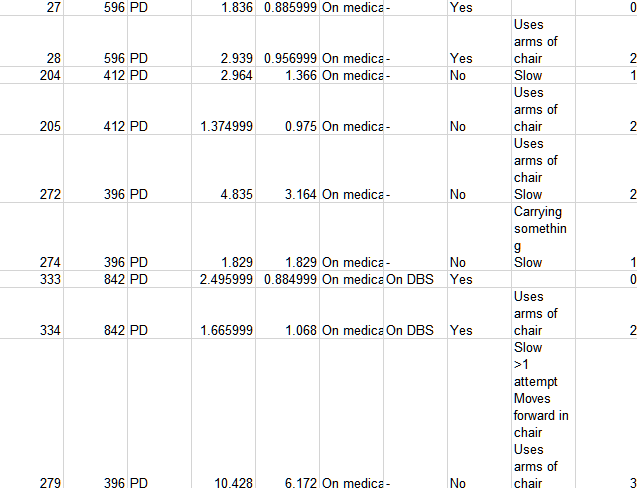 27 596 PD 1.836 0.885999 On medica - Yes 0
Uses
arms of
28 596 PD 2.939 0.956999 On medica - Yes chair 2
204 412 PD 2.964 1.366 On medica - No Slow 1
Uses
arms of
205 412 PD 1.374999 0.975 On medica - No chair 2
Uses
arms of
chair
272 396 PD 4.835 3.164 On medica - No Slow 2
Carrying
somethin
g
274 396 PD 1.829 1.829 On medica - No Slow 1
333 842 PD 2.495999 0.884999 On medica On DBS Yes 0
Uses
arms of
334 842 PD 1.665999 1.068 On medica On DBS Yes chair 2
Slow
>1
attempt
Moves
forward in
chair
Uses
arms of
279 396 PD 10.428 6.172 On medica - No chair 3